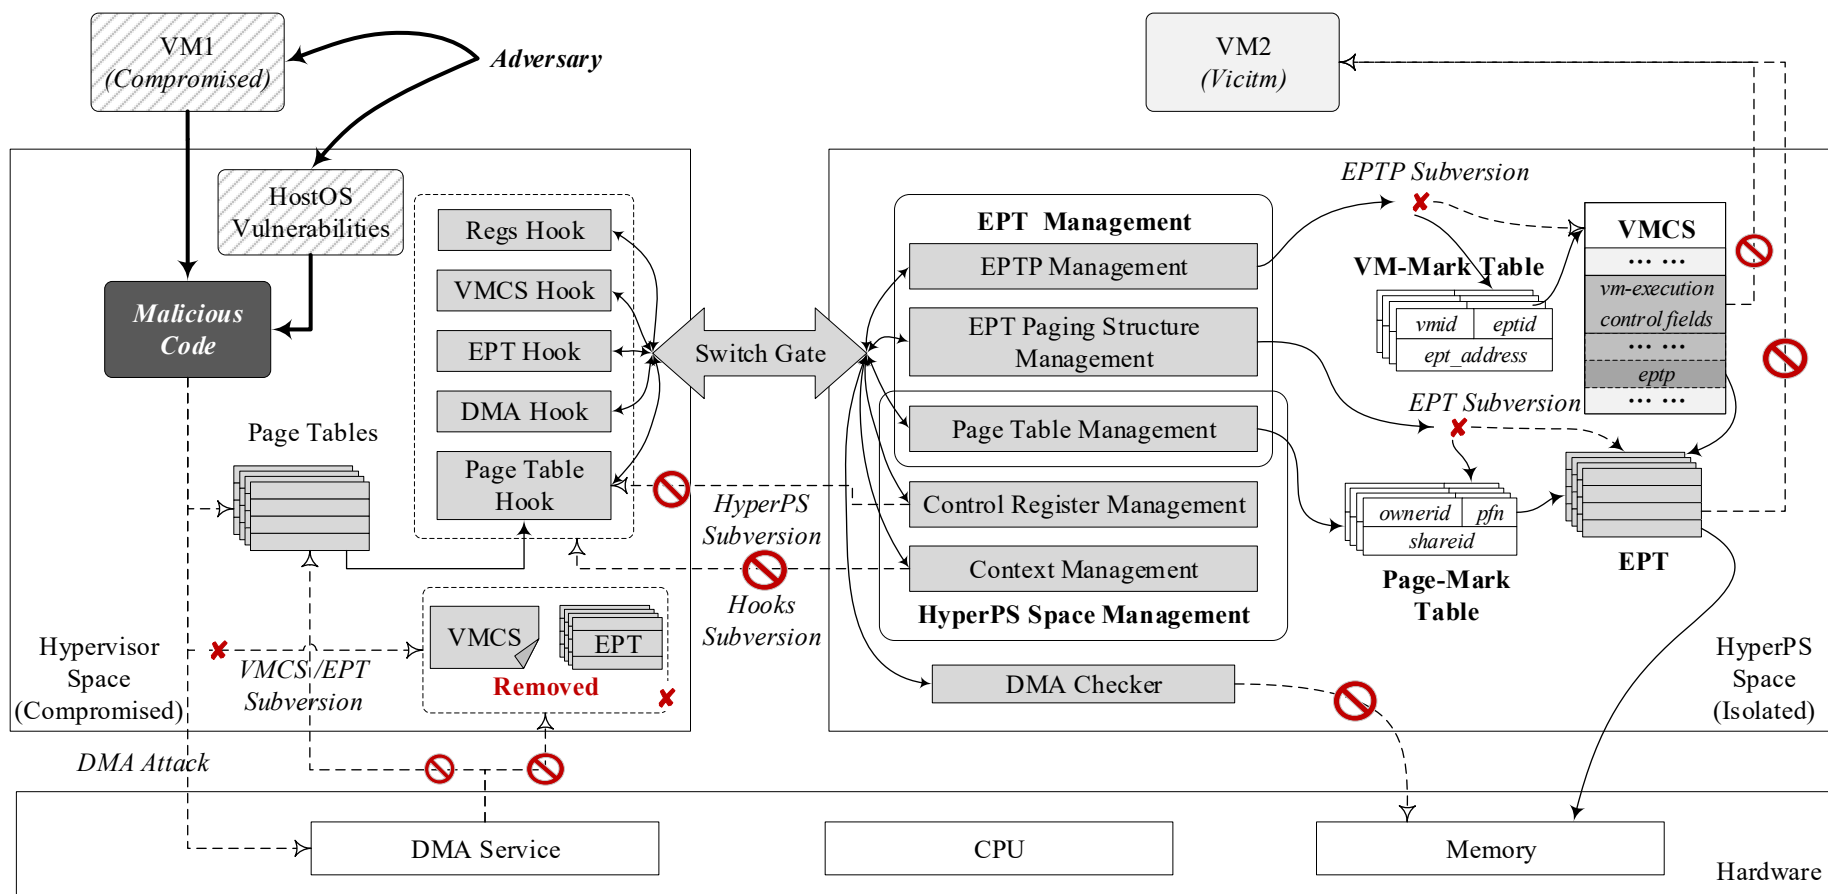 VM1
(Compromised)
Adversary
VM2
(Vicitm)
HostOS
Vulnerabilities
Malicious
Code
Regs Hook
VMCS Hook
EPT Hook
DMA Hook
Page Table
Hook
Page Tables
Switch Gate
HyperPS
Subversion
Hooks
Subversion
VMCS
EPT
Removed
VMCS /EPT
Subversion
Hypervisor
Space
(Compromised)
DMA Attack
EPT Management
EPTP Management
EPT Paging Structure
Management
Page Table Management
Control Register Management
Context Management
HyperPS Space Management
DMA Checker
EPTP Subversion
VM-Mark Table
vmid
eptid
ept_address
VMCS
... ...
vm-execution
control fields
... ...
eptp
... ...
EPT Subversion
ownerid
pfn
shareid
Page-Mark
Table
EPT
HyperPS
Space
(Isolated)
DMA Service
CPU
Memory
Hardware